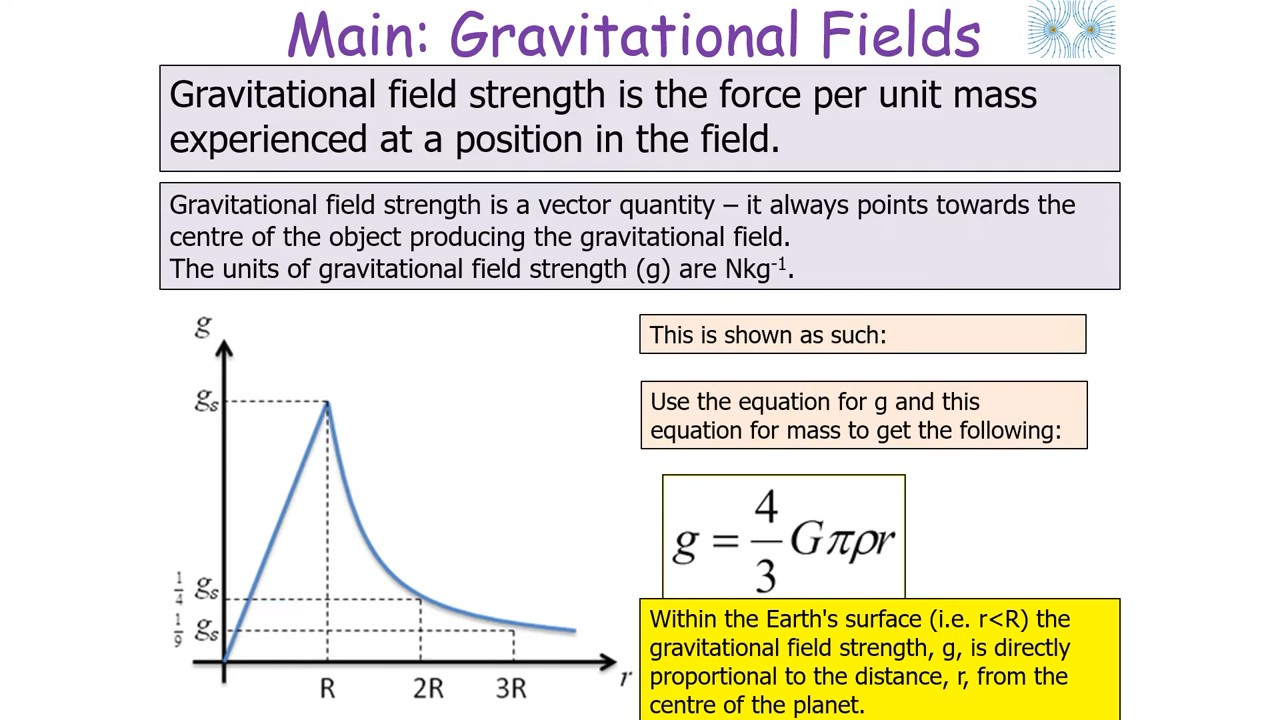 Main: Gravitational Fields
Gravitational field strength is the force per unit mass
experienced at a position in the field.
Gravitational field strength is a vector quantity – it always points towards the
centre of the object producing the gravitational field.
The units of gravitational field strength (g) are Nkg⁻¹.
g
gₛ
1/4 gₛ
1/9 gₛ
R 2R 3R r
This is shown as such:
Use the equation for g and this
equation for mass to get the following:
g = 4/3 Gπρr
Within the Earth's surface (i.e. r<R) the
gravitational field strength, g, is directly
proportional to the distance, r, from the
centre of the planet.